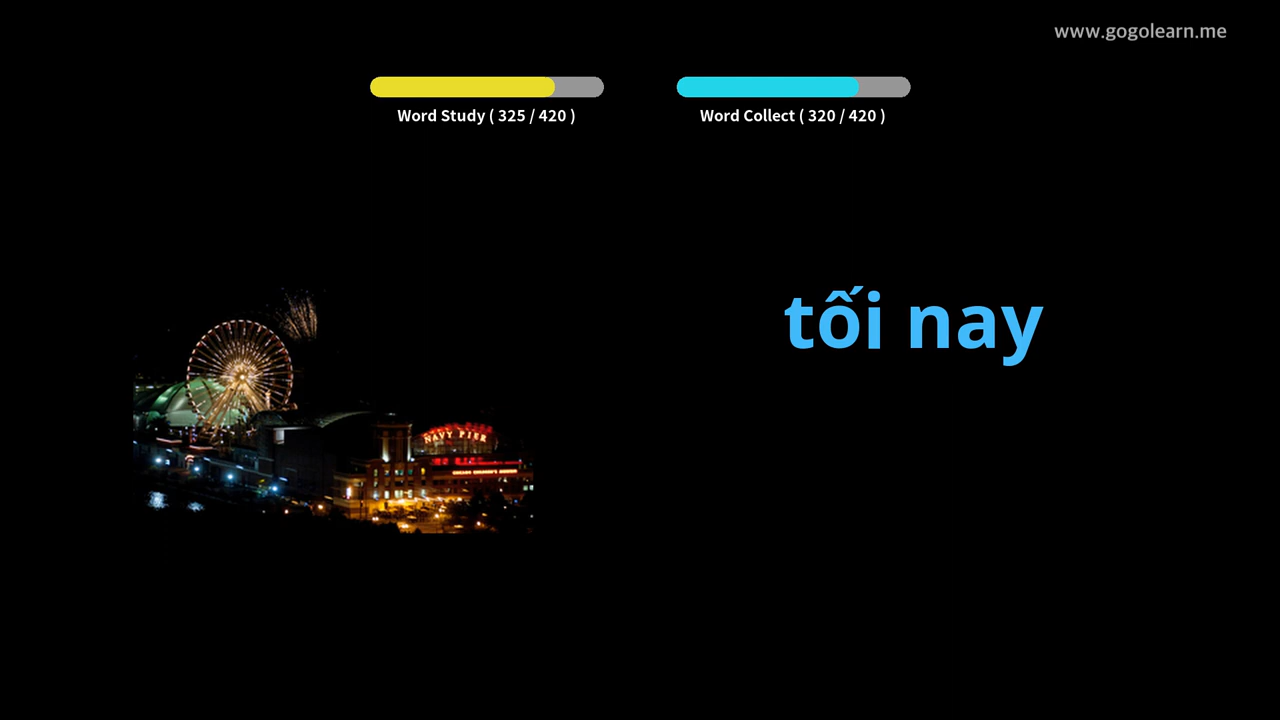 www.gogolearn.me
Word Study ( 325 / 420 )
Word Collect ( 320 / 420 )
tối nay
NAVY PIER